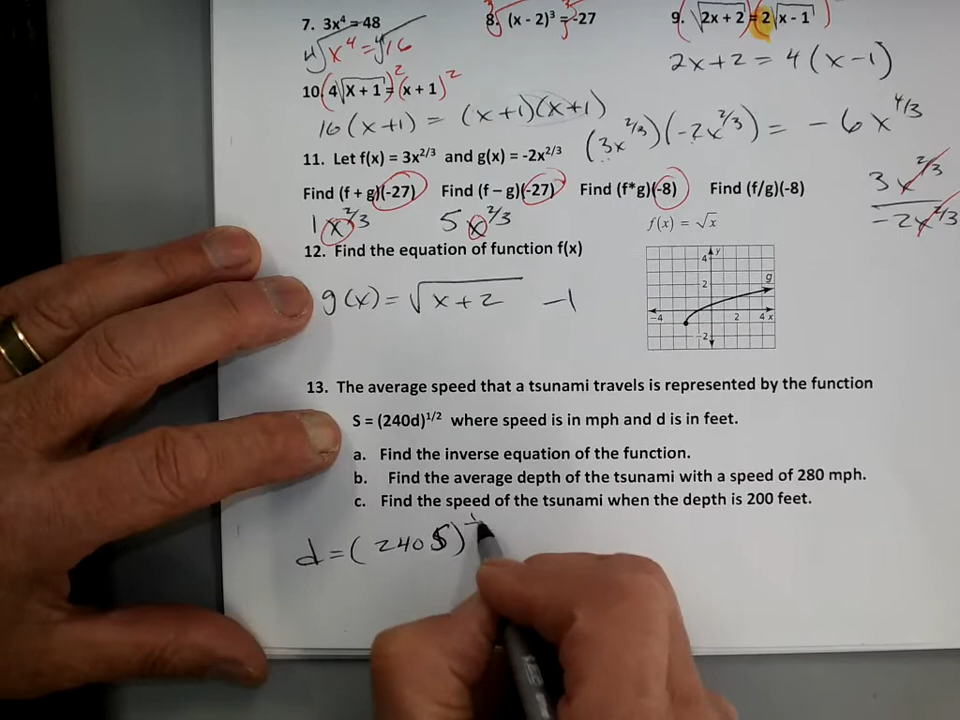 7. 3x⁴ = 48
8. (x - 2)³ = -27
9. √2x + 2 = 2√x - 1
∜x⁴ = ∜16
2x+2 = 4(x-1)
10. (4√x + 1)² = (x + 1)²
16(x+1) = (x+1)(x+1)
(3x^2/3)(-2x^2/3) = -6x^4/3
11. Let f(x) = 3x^2/3 and g(x) = -2x^2/3
3x^2/3
-2x^2/3
Find (f + g)(-27) Find (f – g)(-27) Find (f*g)(-8) Find (f/g)(-8)
1x^2/3 5x^2/3
f(x) = √x
12. Find the equation of function f(x)
g(x) = √x+2 -1
4 y
2 g
-4 2 4 x
-2
13. The average speed that a tsunami travels is represented by the function
S = (240d)^1/2 where speed is in mph and d is in feet.
a. Find the inverse equation of the function.
b. Find the average depth of the tsunami with a speed of 280 mph.
c. Find the speed of the tsunami when the depth is 200 feet.
d = (240S)